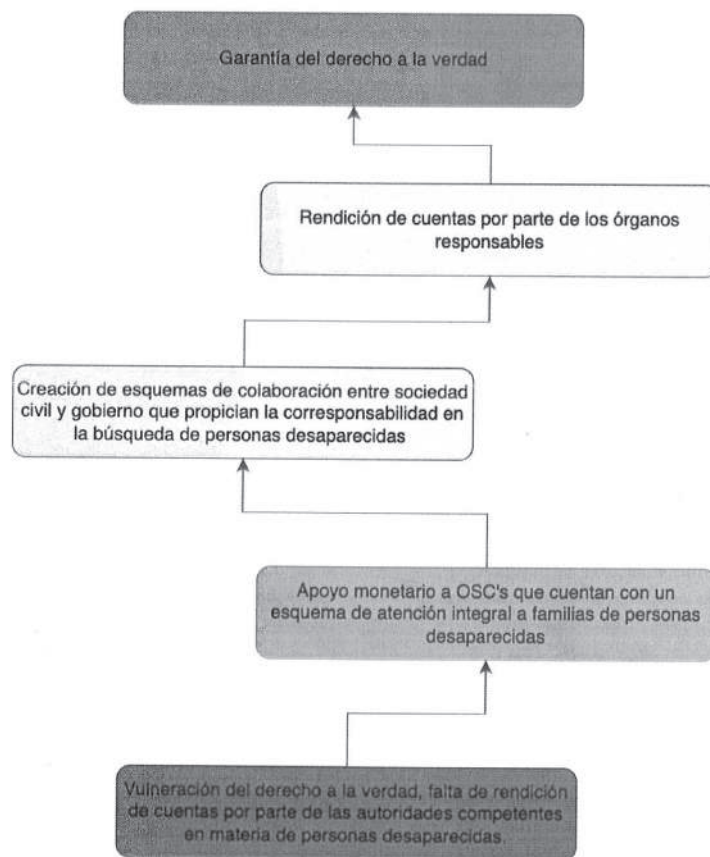 Garantía del derecho a la verdad
Rendición de cuentas por parte de los órganos
responsables
Creación de esquemas de colaboración entre sociedad
civil y gobierno que propician la corresponsabilidad en
la búsqueda de personas desaparecidas
Apoyo monetario a OSC's que cuentan con un
esquema de atención integral a familias de personas
desaparecidas
Vulneración del derecho a la verdad, falta de rendición
de cuentas por parte de las autoridades competentes
en materia de personas desaparecidas.